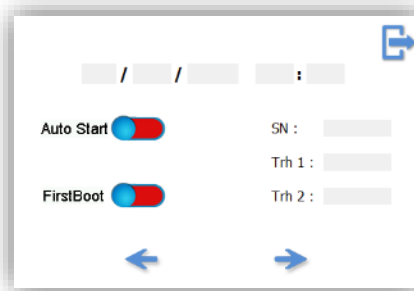 / / :
Auto Start
SN :
Trh 1 :
FirstBoot
Trh 2 :